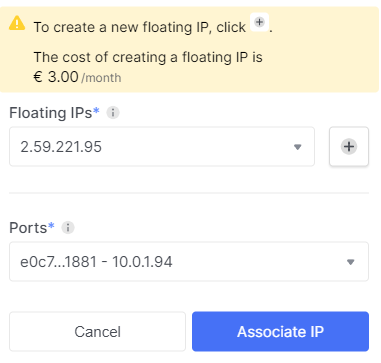 To create a new floating IP, click + .
The cost of creating a floating IP is
€ 3.00 /month
Floating IPs*
2.59.221.95
Ports*
e0c7...1881 - 10.0.1.94
Cancel
Associate IP